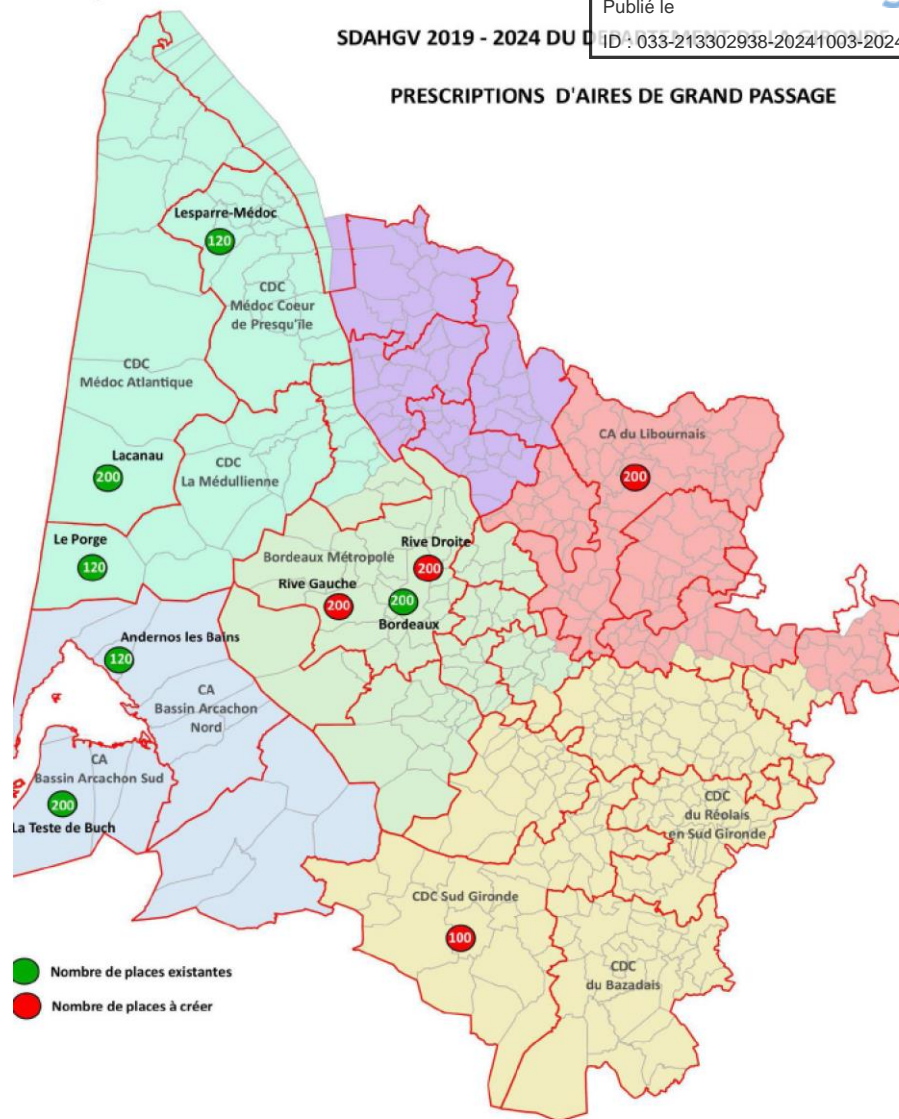 Publié le
SDAHGV 2019 - 2024 DU DEPARTEMENT DE LA GIRONDE
ID : 033-213302938-20241003-2024
PRESCRIPTIONS D'AIRES DE GRAND PASSAGE
Lesparre-Médoc
120
CDC
Médoc Coeur
de Presqu'île
CDC
Médoc Atlantique
CA du Libournais
200
Lacanau
200
CDC
La Médullienne
Le Porge
120
Bordeaux Métropole
Rive Droite
200
Rive Gauche
200
200
Bordeaux
Andernos les Bains
120
CA
Bassin Arcachon
Nord
CA
Bassin Arcachon Sud
200
La Teste de Buch
CDC
du Réolais
en Sud Gironde
CDC Sud Gironde
100
CDC
du Bazadais
Nombre de places existantes
Nombre de places à créer